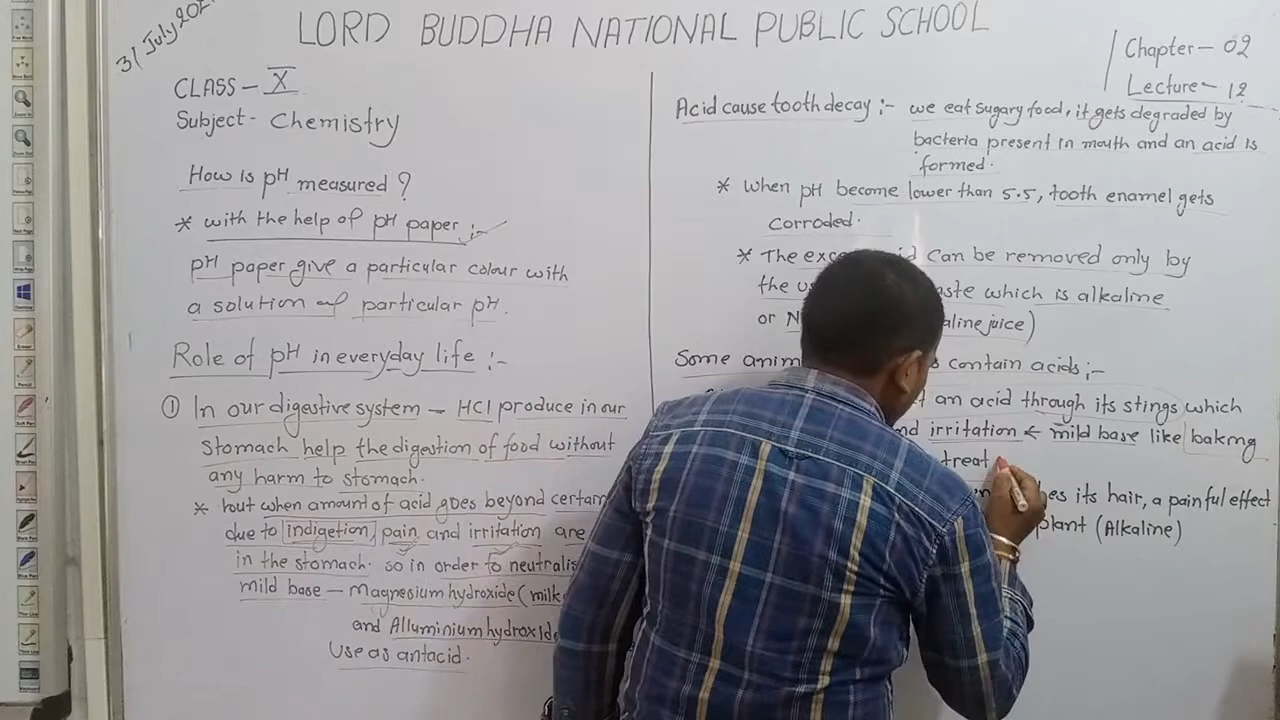 31 July 202
LORD BUDDHA NATIONAL PUBLIC SCHOOL
Chapter - 02
Lecture - 12
CLASS - X
Subject - Chemistry
How is pH measured?
* with the help of pH paper :-
pH paper give a particular colour with
a solution of particular pH.
Role of pH in everyday life :-
① In our digestive system - HCl produce in our
stomach help the digestion of food without
any harm to stomach.
* but when amount of acid goes beyond certain
due to indigetion, pain and irritation are
in the stomach. so in order to neutralis
mild base - Magnesium hydroxide (milk
and Alluminium hydroxide
use as antacid.
Acid cause tooth decay :- we eat sugary food, it gets degraded by
bacteria present in mouth and an acid is
formed.
* when pH become lower than 5.5, tooth enamel gets
corroded.
* The can be removed only by
the which is alkaline
or juice)
Some contain acids :-
an acid through its stings which
irritation ← mild base like baking
treat
its hair, a painful effect
plant (Alkaline)